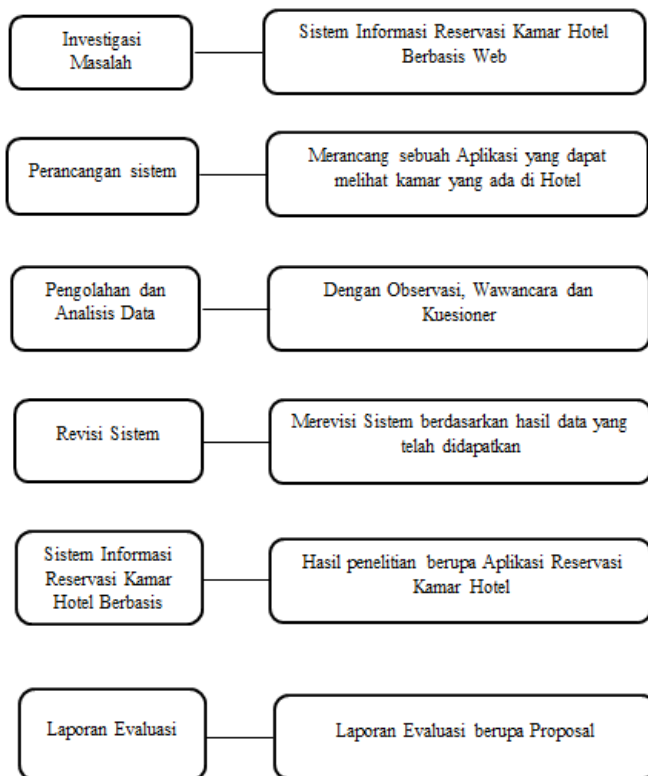 Investigasi
Masalah
Sistem Informasi Reservasi Kamar Hotel
Berbasis Web
Perancangan sistem
Merancang sebuah Aplikasi yang dapat
melihat kamar yang ada di Hotel
Pengolahan dan
Analisis Data
Dengan Observasi, Wawancara dan
Kuesioner
Revisi Sistem
Merevisi Sistem berdasarkan hasil data yang
telah didapatkan
Sistem Informasi
Reservasi Kamar
Hotel Berbasis
Hasil penelitian berupa Aplikasi Reservasi
Kamar Hotel
Laporan Evaluasi
Laporan Evaluasi berupa Proposal